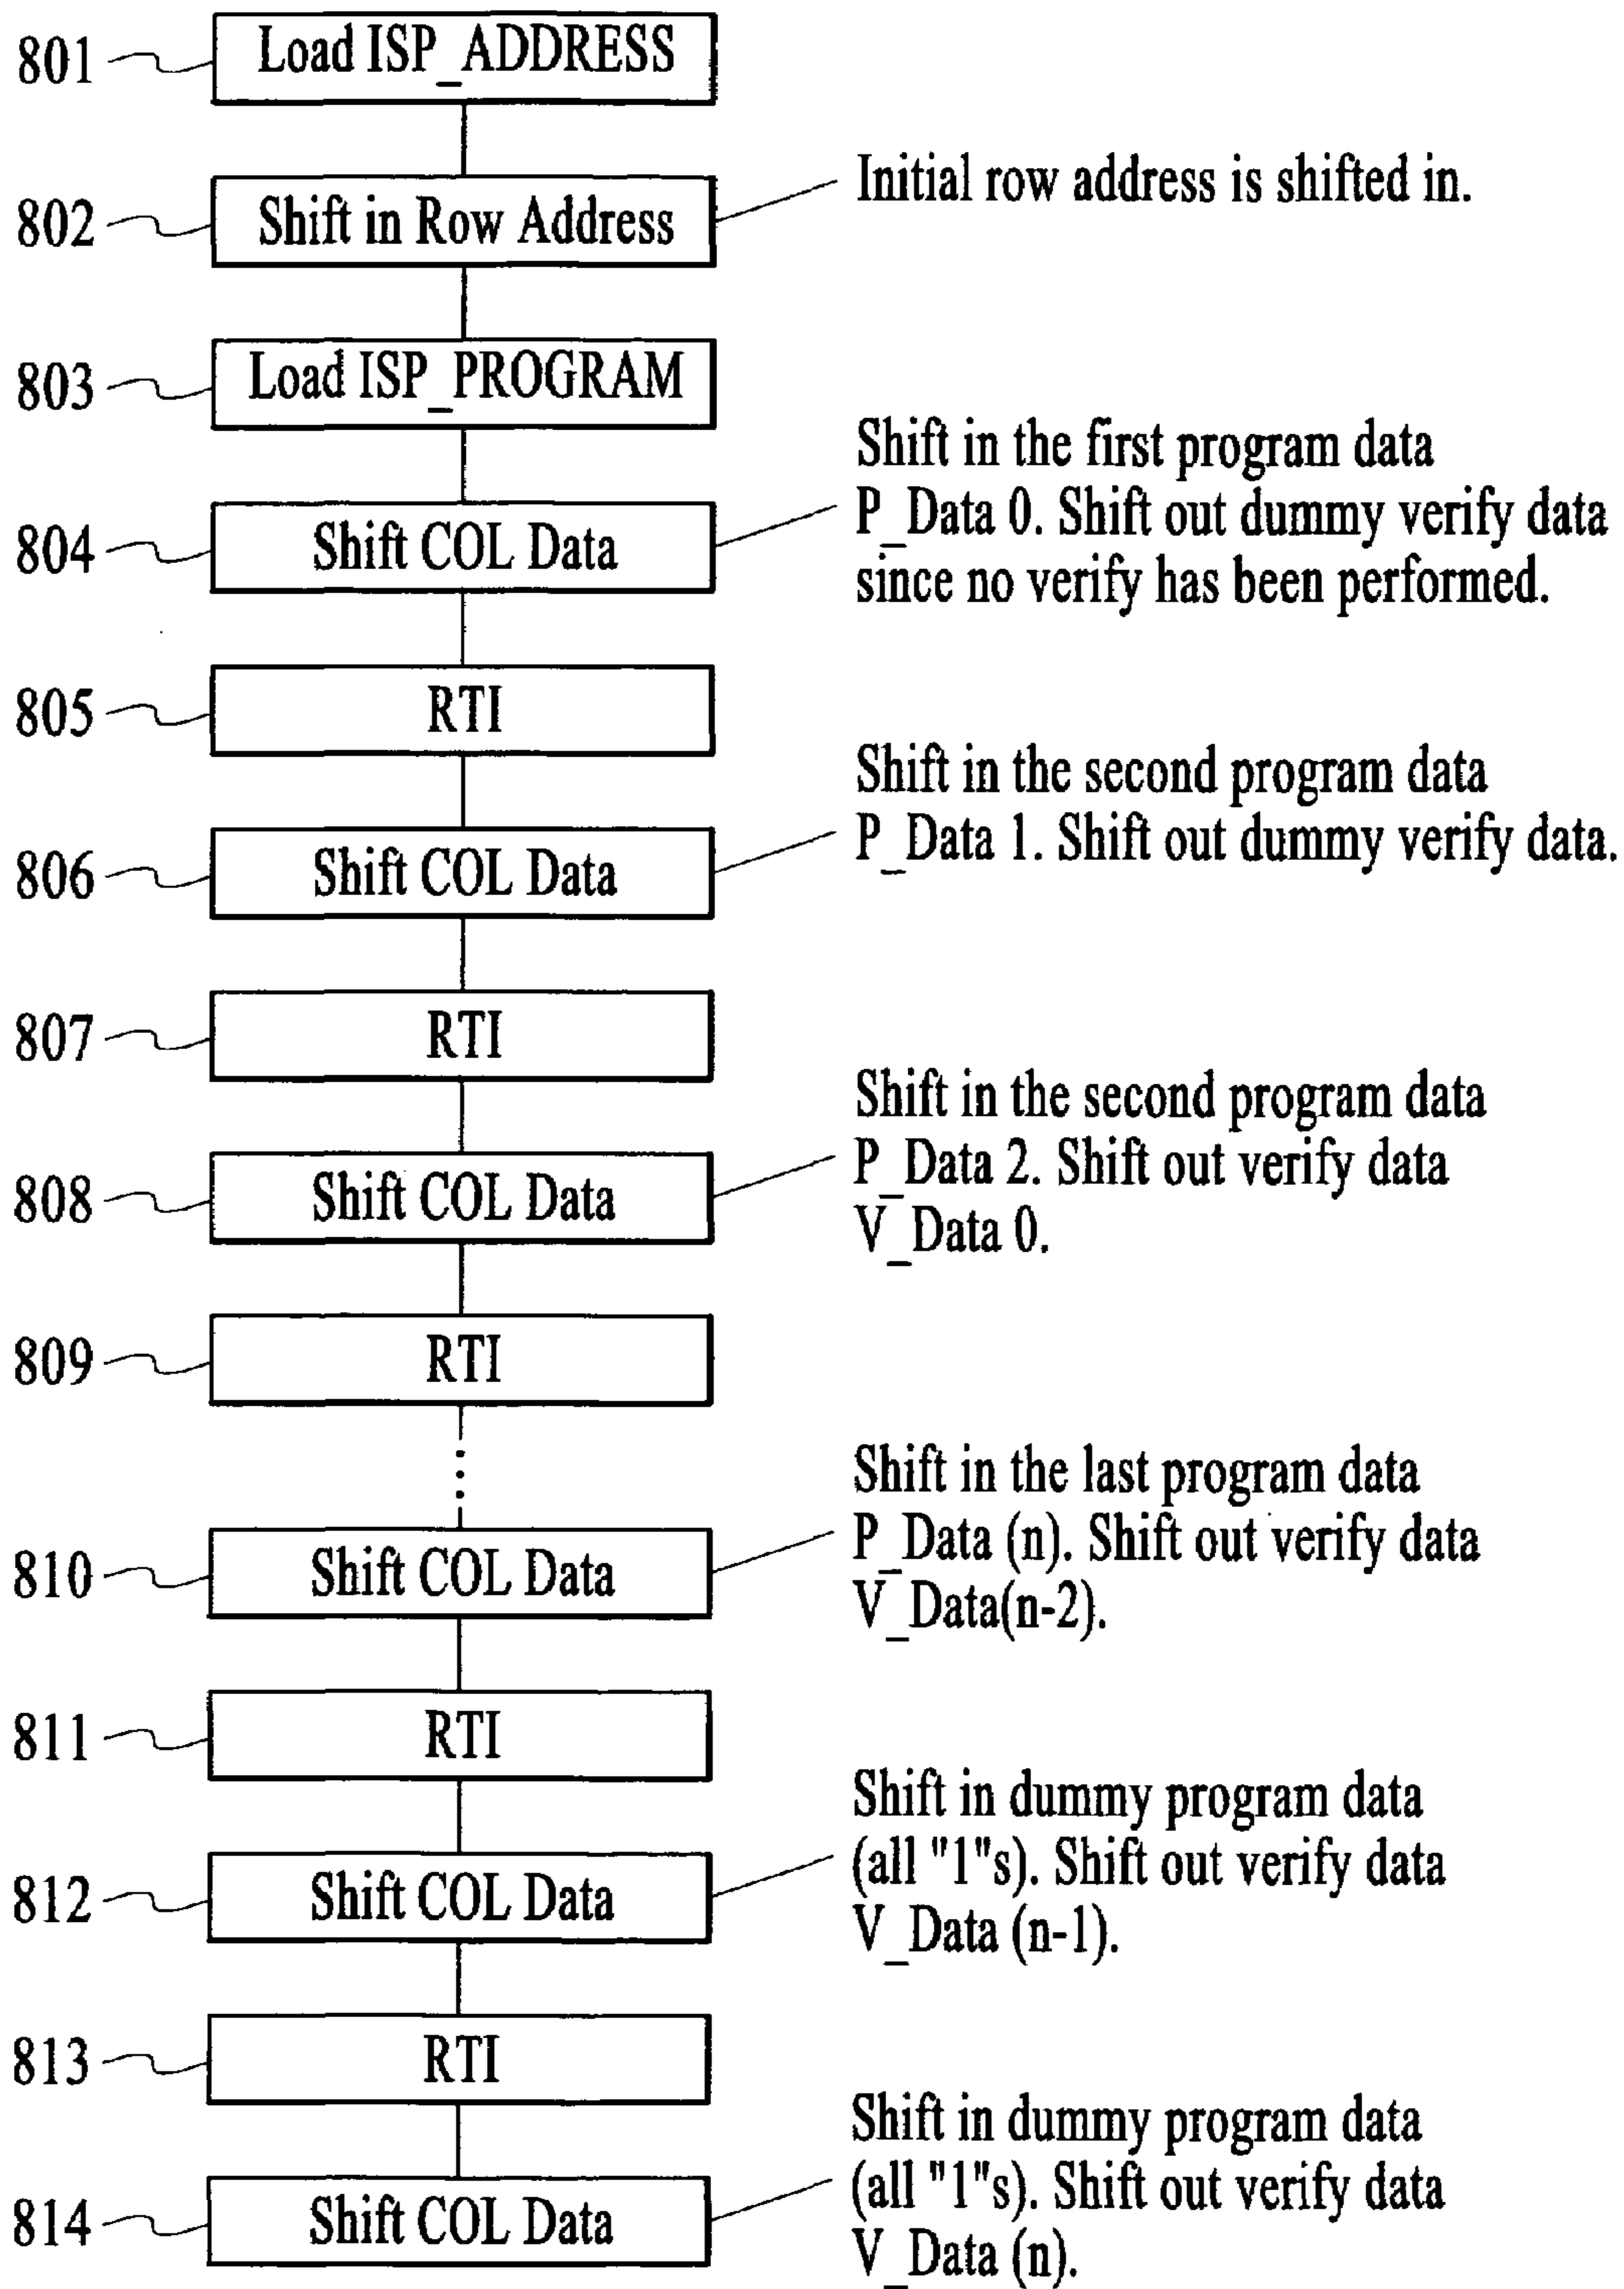 801
Load ISP_ADDRESS
802
Shift in Row Address
Initial row address is shifted in.
803
Load ISP_PROGRAM
804
Shift COL Data
Shift in the first program data
P_Data 0. Shift out dummy verify data
since no verify has been performed.
805
RTI
806
Shift COL Data
Shift in the second program data
P_Data 1. Shift out dummy verify data.
807
RTI
808
Shift COL Data
Shift in the second program data
P_Data 2. Shift out verify data
V_Data 0.
809
RTI
810
Shift COL Data
Shift in the last program data
P_Data (n). Shift out verify data
V_Data(n-2).
811
RTI
812
Shift COL Data
Shift in dummy program data
(all "1"s). Shift out verify data
V_Data (n-1).
813
RTI
814
Shift COL Data
Shift in dummy program data
(all "1"s). Shift out verify data
V_Data (n).